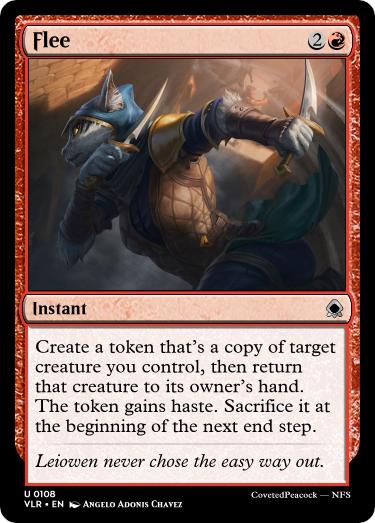 Flee 2
Instant
Create a token that's a copy of target
creature you control, then return
that creature to its owner's hand.
The token gains haste. Sacrifice it at
the beginning of the next end step.
Leiowen never chose the easy way out.
U 0108
VLR • EN Angelo Adonis Chavez
CovetedPeacock — NFS